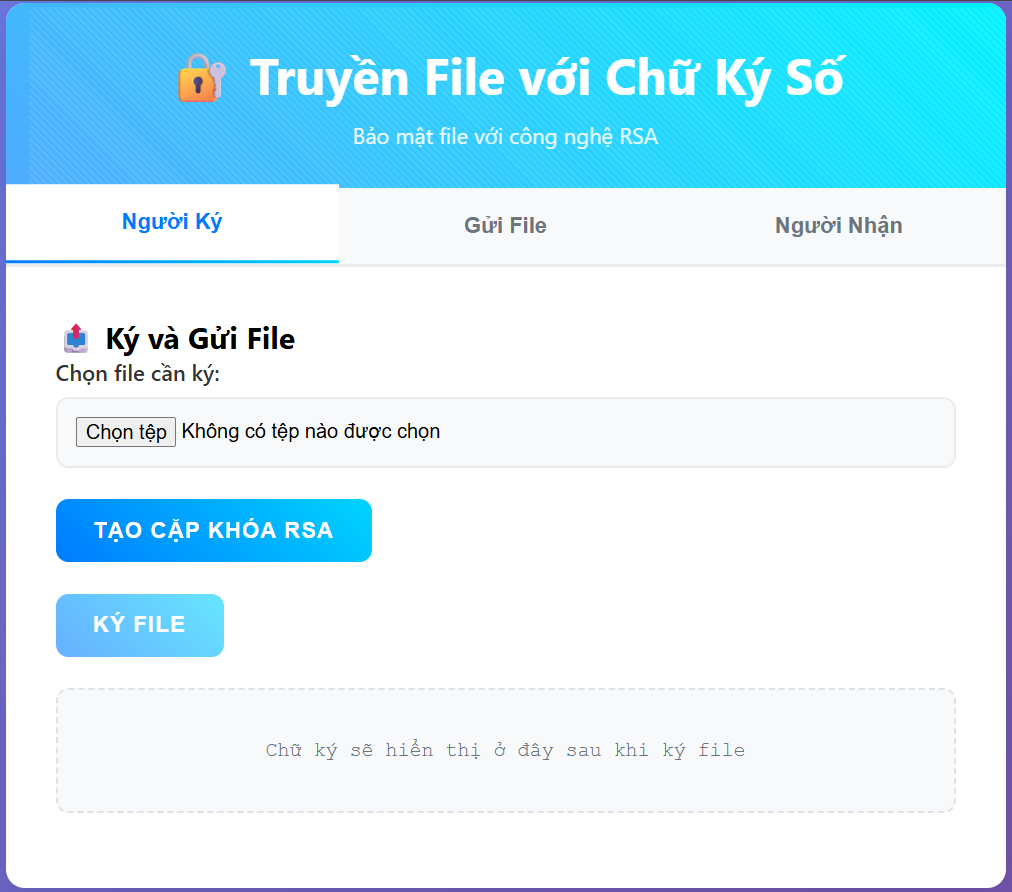 Truyền File với Chữ Ký Số
Bảo mật file với công nghệ RSA
Người Ký
Gửi File
Người Nhận
Ký và Gửi File
Chọn file cần ký:
Chọn tệp Không có tệp nào được chọn
TẠO CẶP KHÓA RSA
KÝ FILE
Chữ ký sẽ hiển thị ở đây sau khi ký file